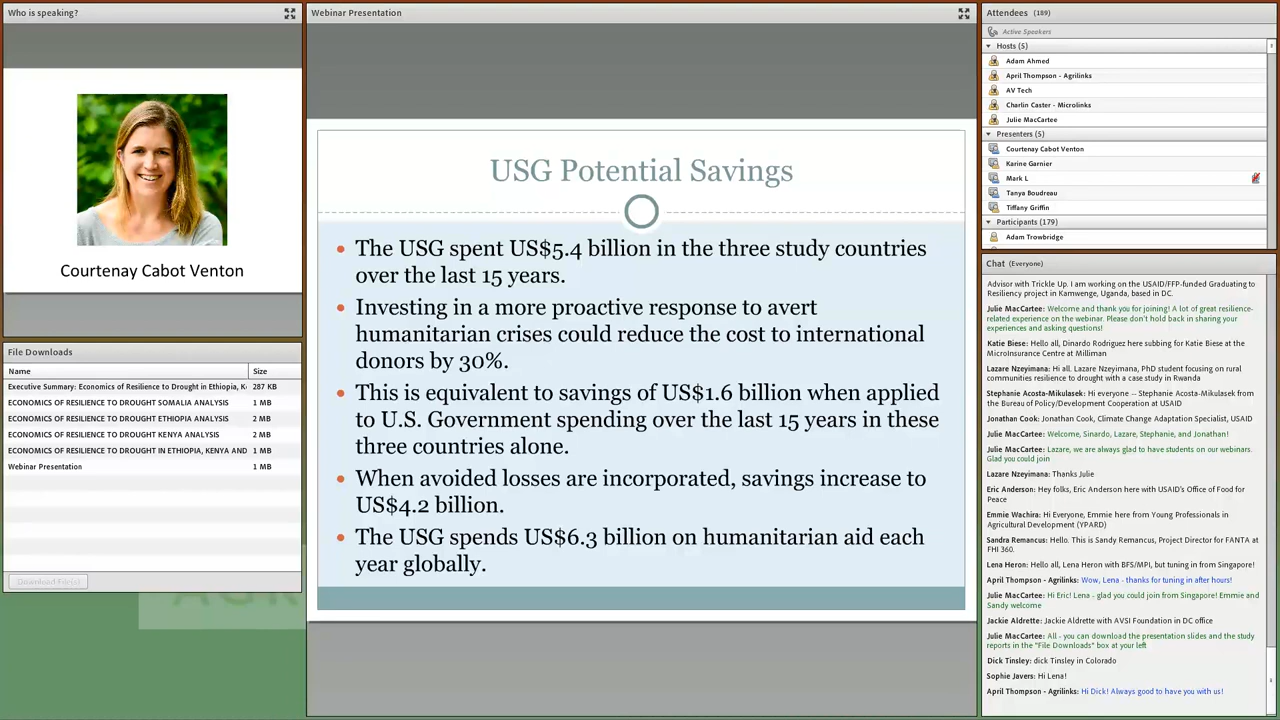 Who is speaking?
Courtenay Cabot Venton
File Downloads
Name Size
Executive Summary: Economics of Resilience to Drought in Ethiopia, K 287 KB
ECONOMICS OF RESILIENCE TO DROUGHT SOMALIA ANALYSIS 1 MB
ECONOMICS OF RESILIENCE TO DROUGHT ETHIOPIA ANALYSIS 2 MB
ECONOMICS OF RESILIENCE TO DROUGHT KENYA ANALYSIS 2 MB
ECONOMICS OF RESILIENCE TO DROUGHT IN ETHIOPIA, KENYA AND 1 MB
Webinar Presentation 1 MB
Download File(s)
Webinar Presentation
USG Potential Savings
• The USG spent US$5.4 billion in the three study countries
over the last 15 years.
• Investing in a more proactive response to avert
humanitarian crises could reduce the cost to international
donors by 30%.
• This is equivalent to savings of US$1.6 billion when applied
to U.S. Government spending over the last 15 years in these
three countries alone.
• When avoided losses are incorporated, savings increase to
US$4.2 billion.
• The USG spends US$6.3 billion on humanitarian aid each
year globally.
Attendees (189)
Active Speakers
Hosts (5)
Adam Ahmed
April Thompson - Agrilinks
AV Tech
Charlin Caster - Microlinks
Julie MacCartee
Presenters (5)
Courtenay Cabot Venton
Karine Garnier
Mark L
Tanya Boudreau
Tiffany Griffin
Participants (179)
Adam Trowbridge
Chat (Everyone)
Advisor with Trickle Up. I am working on the USAID/FFP-funded Graduating to
Resiliency project in Kamwenge, Uganda, based in DC.
Julie MacCartee: Welcome and thank you for joining! A lot of great resilience-
related experience on the webinar. Please don't hold back in sharing your
experiences and asking questions!
Katie Biese: Hello all, Dinardo Rodriguez here subbing for Katie Biese at the
MicroInsurance Centre at Milliman
Lazare Nzeyimana: Hi all. Lazare Nzeyimana, PhD student focusing on rural
communities resilience to drought with a case study in Rwanda
Stephanie Acosta-Mikulasek: Hi everyone -- Stephanie Acosta-Mikulasek from
the Bureau of Policy/Development Cooperation at USAID
Jonathan Cook: Jonathan Cook, Climate Change Adaptation Specialist, USAID
Julie MacCartee: Welcome, Sinardo, Lazare, Stephanie, and Jonathan!
Julie MacCartee: Lazare, we are always glad to have students on our webinars.
Glad you could join
Lazare Nzeyimana: Thanks Julie
Eric Anderson: Hey folks, Eric Anderson here with USAID's Office of Food for
Peace
Emmie Wachira: Hi Everyone, Emmie here from Young Professionals in
Agricultural Development (YPARD)
Sandra Remancus: Hello. This is Sandy Remancus, Project Director for FANTA at
FHI 360.
Lena Heron: Hello all, Lena Heron with BFS/MPI, but tuning in from Singapore!
April Thompson - Agrilinks: Wow, Lena - thanks for tuning in after hours!
Julie MacCartee: Hi Eric! Lena - glad you could join from Singapore! Emmie and
Sandy welcome
Jackie Aldrette: Jackie Aldrette with AVSI Foundation in DC office
Julie MacCartee: All - you can download the presentation slides and the study
reports in the "File Downloads" box at your left
Dick Tinsley: dick Tinsley in Colorado
Sophie Javers: Hi Lena!
April Thompson - Agrilinks: Hi Dick! Always good to have you with us!